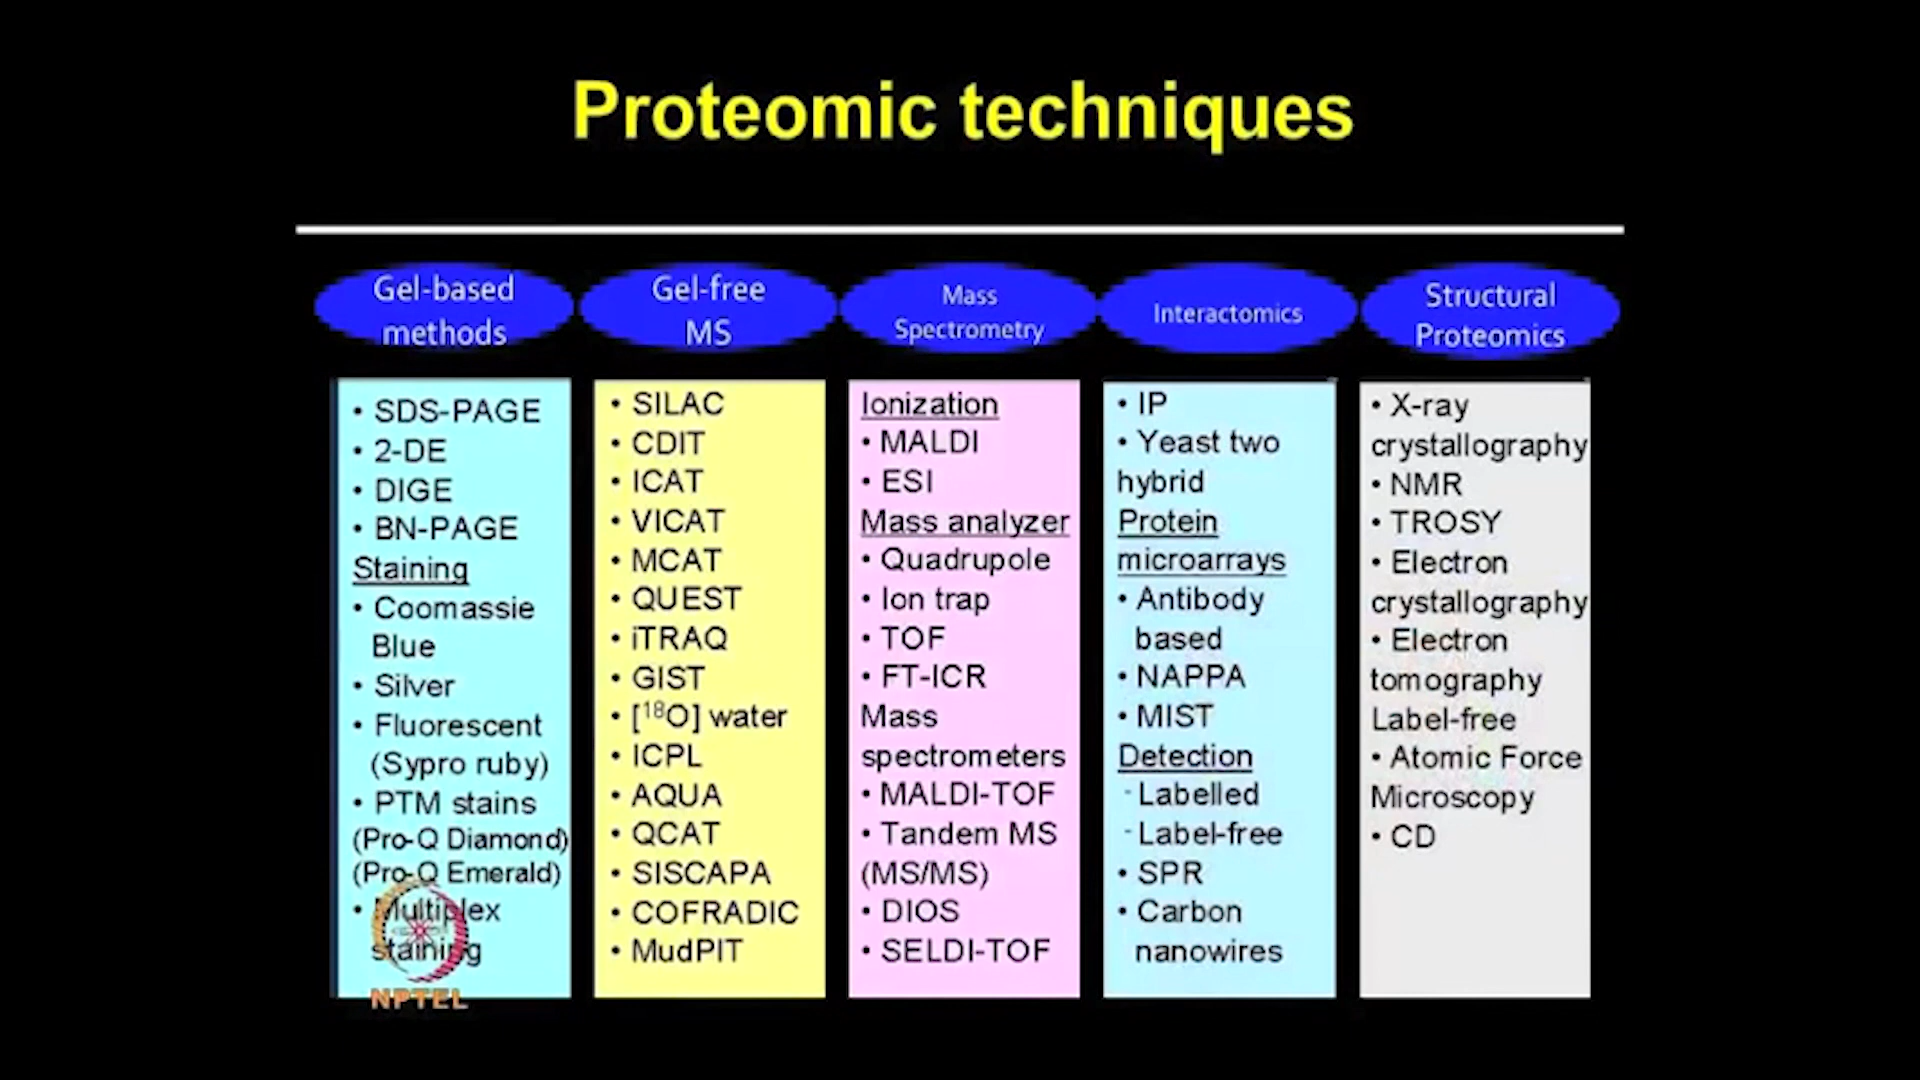 Proteomic techniques
Gel-based
methods
• SDS-PAGE
• 2-DE
• DIGE
• BN-PAGE
Staining
• Coomassie
Blue
• Silver
• Fluorescent
(Sypro ruby)
• PTM stains
(Pro-Q Diamond)
(Pro-Q Emerald)
• Multiplex
staining
NPTEL
Gel-free
MS
• SILAC
• CDIT
• ICAT
• VICAT
• MCAT
• QUEST
• iTRAQ
• GIST
• [¹⁸O] water
• ICPL
• AQUA
• QCAT
• SISCAPA
• COFRADIC
• MudPIT
Mass
Spectrometry
Ionization
• MALDI
• ESI
Mass analyzer
• Quadrupole
• Ion trap
• TOF
• FT-ICR
Mass
spectrometers
• MALDI-TOF
• Tandem MS
(MS/MS)
• DIOS
• SELDI-TOF
Interactomics
• IP
• Yeast two
hybrid
Protein
microarrays
• Antibody
based
• NAPPA
• MIST
Detection
- Labelled
- Label-free
• SPR
• Carbon
nanowires
Structural
Proteomics
• X-ray
crystallography
• NMR
• TROSY
• Electron
crystallography
• Electron
tomography
Label-free
• Atomic Force
Microscopy
• CD